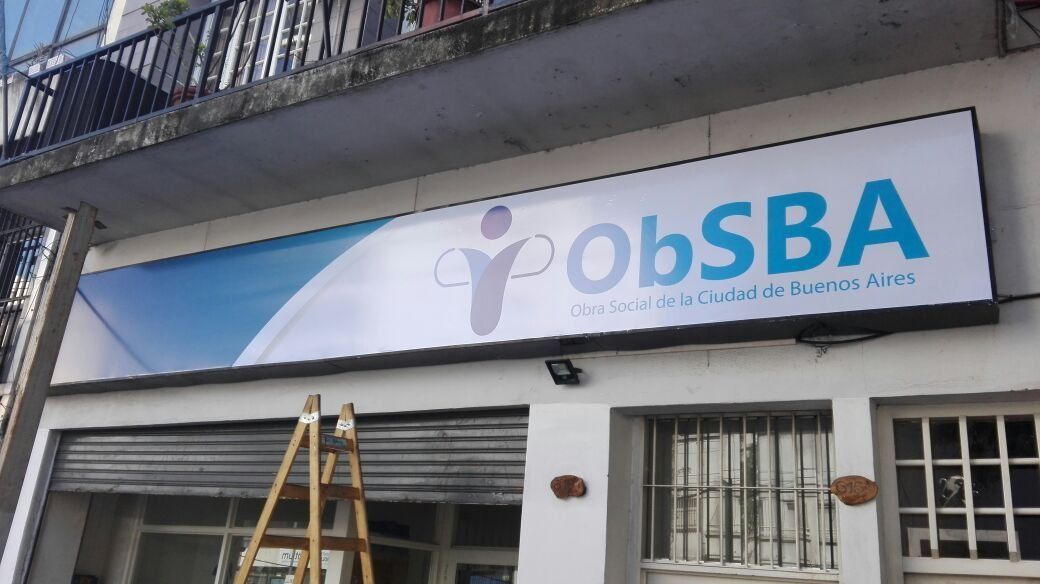 ObSBA
Obra Social de la Ciudad de Buenos Aires